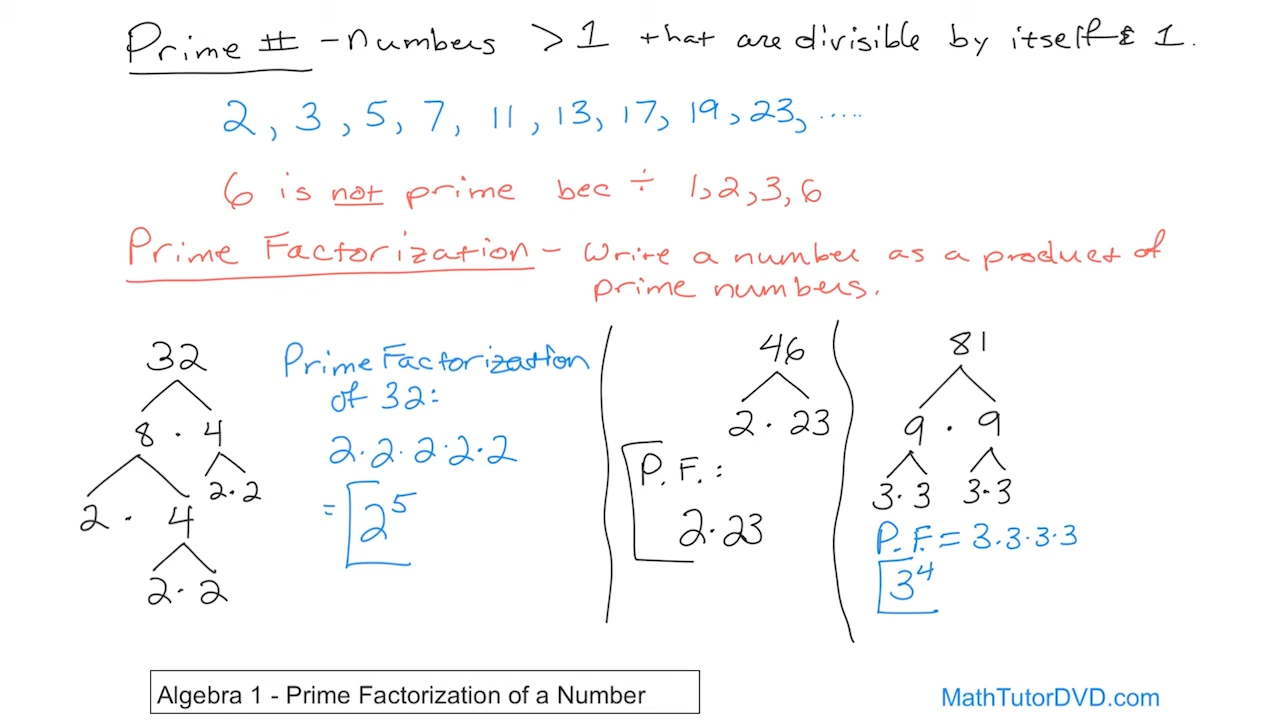 Prime # - numbers > 1 that are divisible by itself & 1.
2, 3, 5, 7, 11, 13, 17, 19, 23, .....
6 is not prime bec ÷ 1, 2, 3, 6
Prime Factorization - Write a number as a product of
prime numbers.
32
8 · 4
2 · 4
2 · 2
2 · 2
Prime Factorization
of 32:
2 · 2 · 2 · 2 · 2
= 2⁵
46
2 · 23
P.F.:
2 · 23
81
9 · 9
3 · 3 3 · 3
P.F. = 3 · 3 · 3 · 3
3⁴
Algebra 1 - Prime Factorization of a Number
MathTutorDVD.com